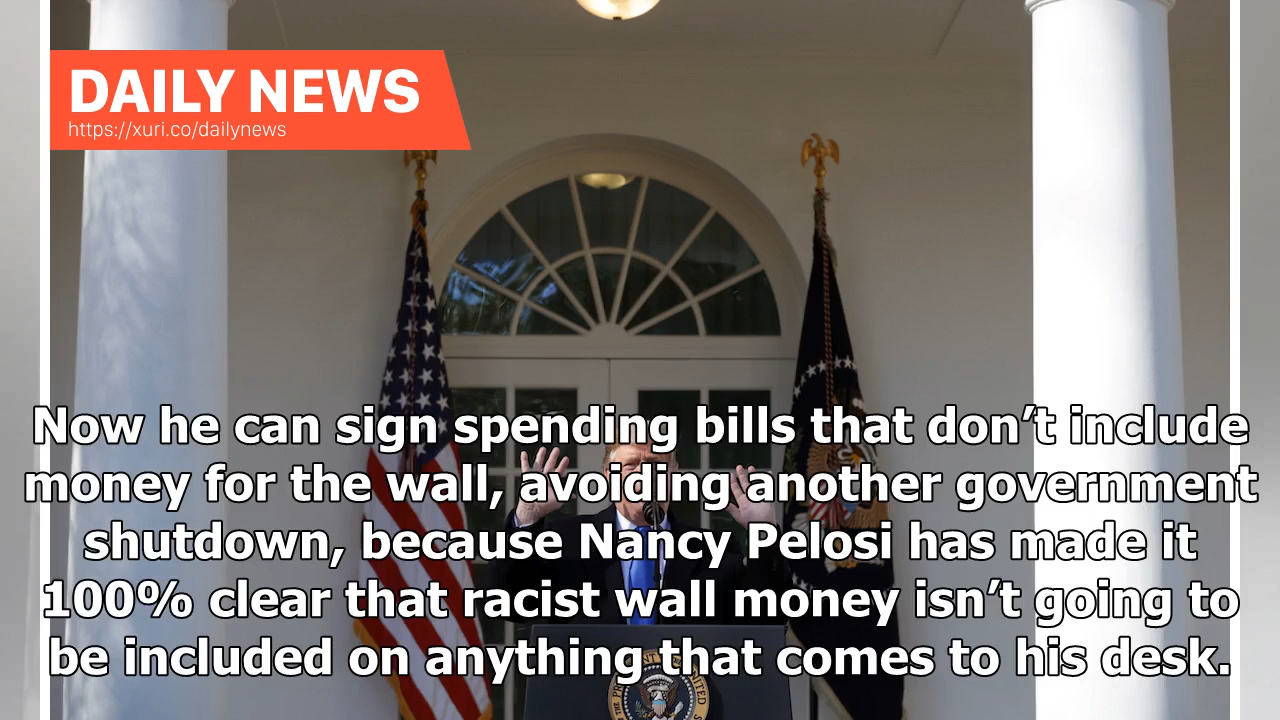 DAILY NEWS
https://xuri.co/dailynews
Now he can sign spending bills that don’t include
money for the wall, avoiding another government
shutdown, because Nancy Pelosi has made it
100% clear that racist wall money isn’t going to
be included on anything that comes to his desk.